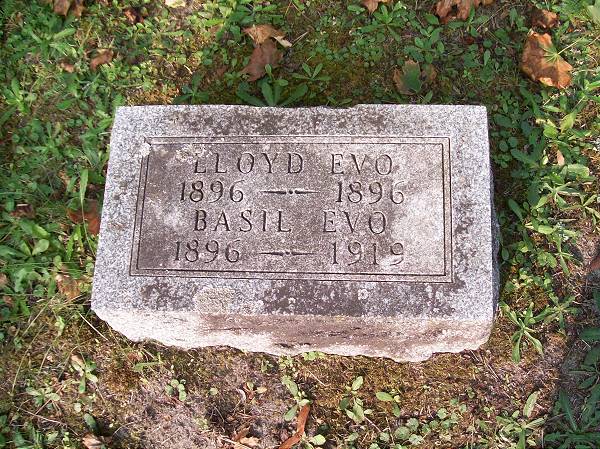 LLOYD EVO
1896 — 1896
BASIL EVO
1896 — 1919